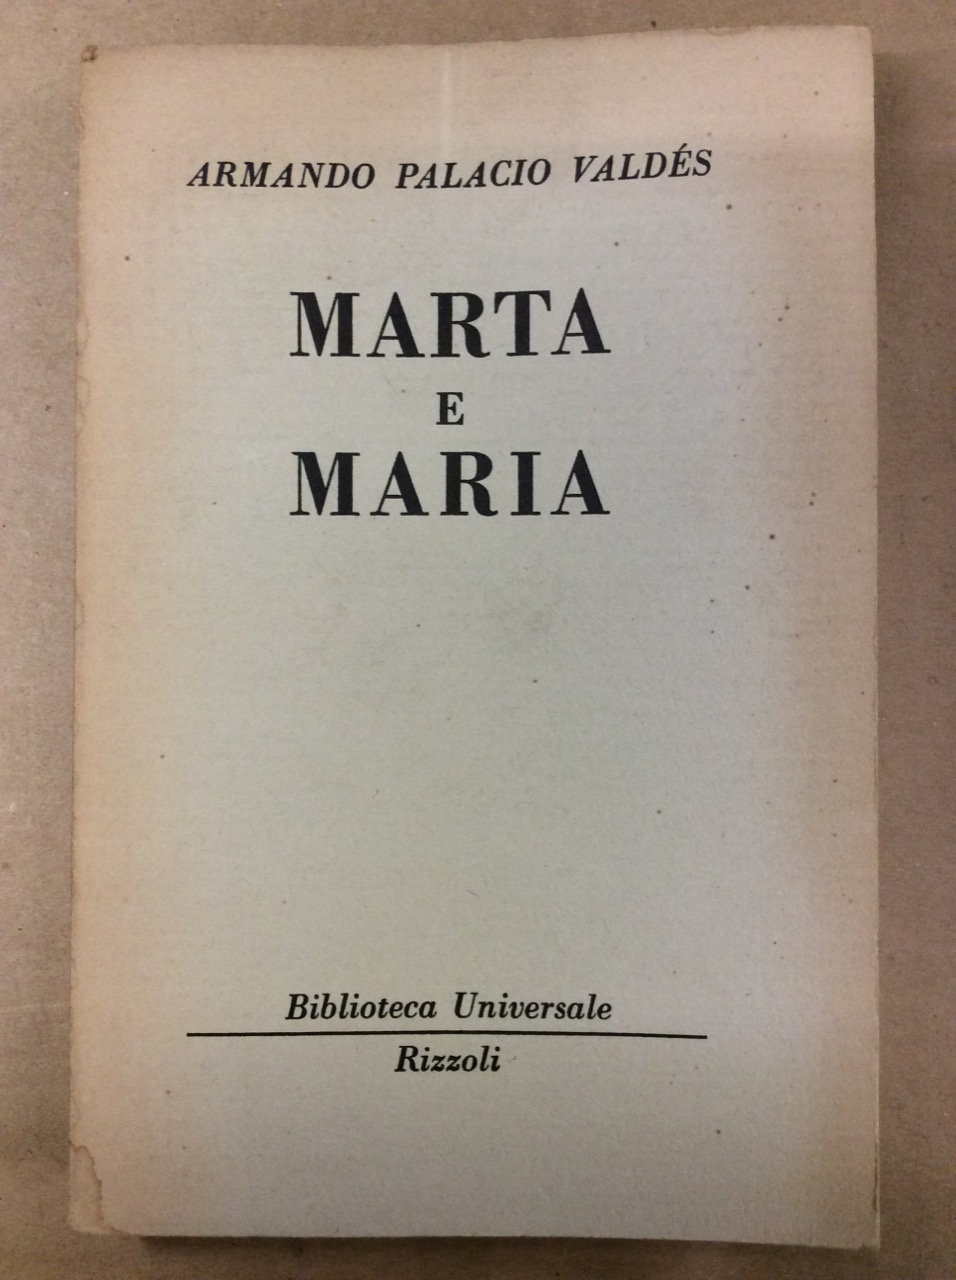 ARMANDO PALACIO VALDÉS
MARTA
E
MARIA
Biblioteca Universale
Rizzoli